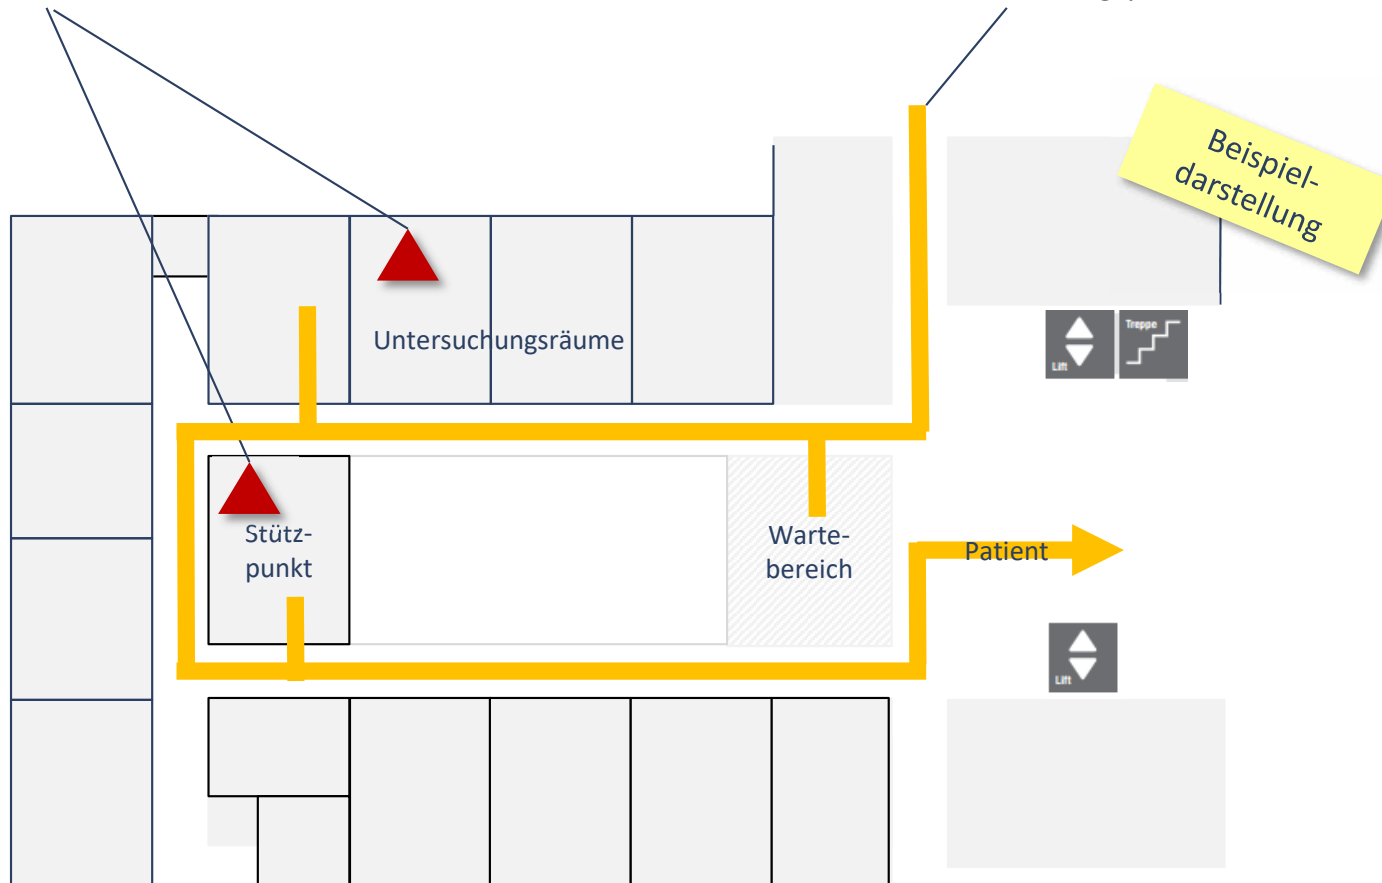 Beispiel-
darstellung
Treppe
Lift
Untersuchungsräume
Stütz-
punkt
Warte-
bereich
Patient
Lift